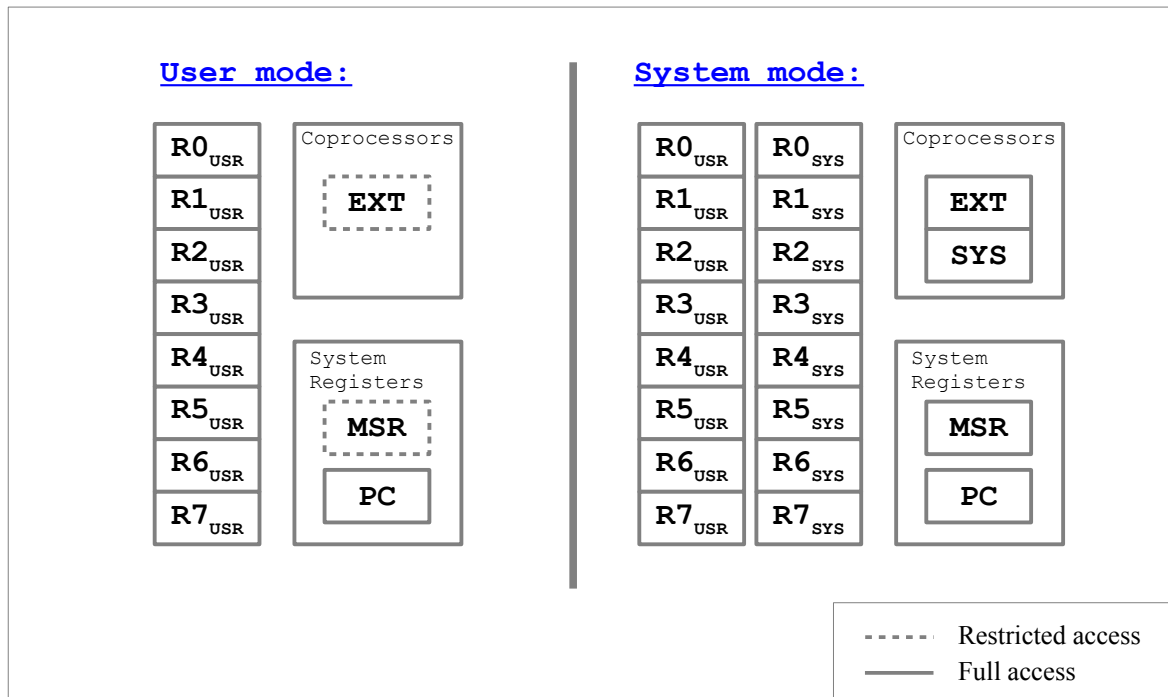 User mode:
R0USR
R1USR
R2USR
R3USR
R4USR
R5USR
R6USR
R7USR
Coprocessors
EXT
System
Registers
MSR
PC
System mode:
R0USR
R1USR
R2USR
R3USR
R4USR
R5USR
R6USR
R7USR
R0SYS
R1SYS
R2SYS
R3SYS
R4SYS
R5SYS
R6SYS
R7SYS
Coprocessors
EXT
SYS
System
Registers
MSR
PC
Restricted access
Full access